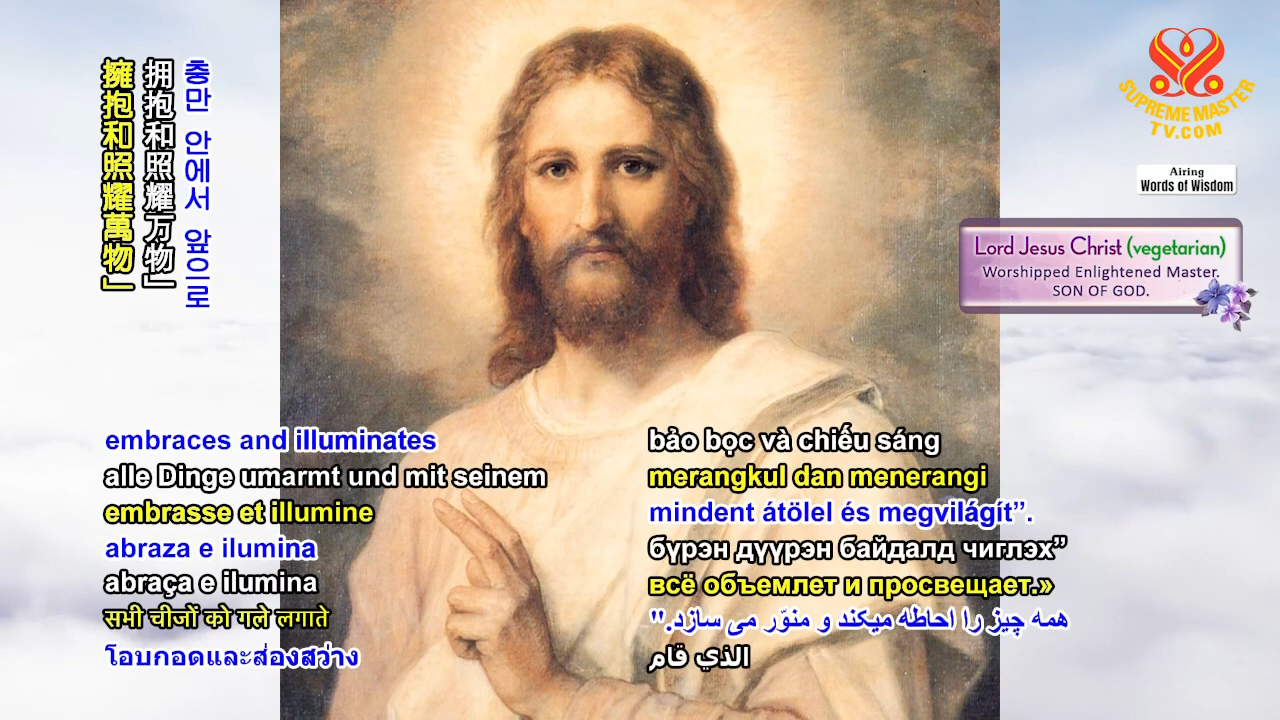 擁抱和照耀萬物」
拥抱和照耀万物」
충만 안에서 앞으로
SUPREME MASTER
TV.COM
Airing
Words of Wisdom
Lord Jesus Christ (vegetarian)
Worshipped Enlightened Master.
SON OF GOD.
embraces and illuminates
alle Dinge umarmt und mit seinem
embrasse et illumine
abraza e ilumina
abraça e ilumina
सभी चीजों को गले लगाते
โอบกอดและส่องสว่าง
bảo bọc và chiếu sáng
merangkul dan menerangi
mindent átölel és megvilágít”.
бүрэн дүүрэн байдалд чиглэх”
всё объемлет и просвещает.»
همه چیز را احاطه میکند و منوّر می سازد."
الذي قام